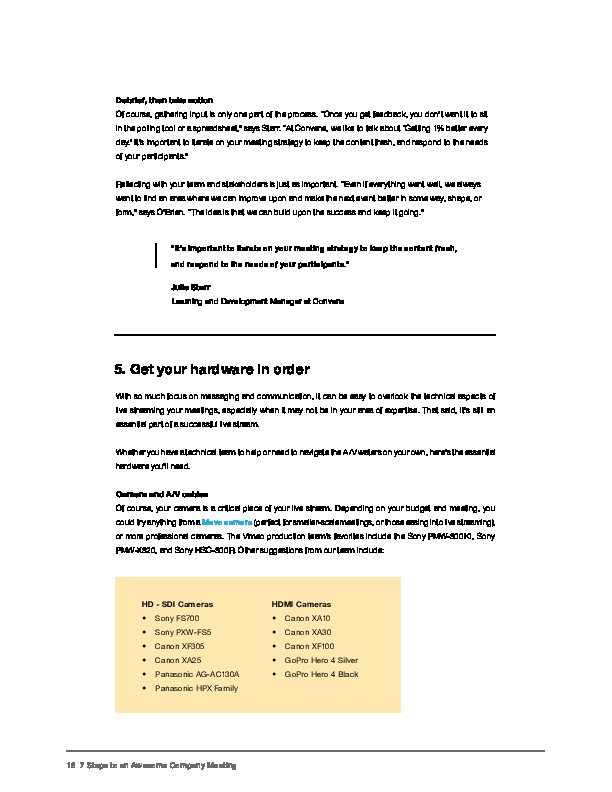 Debrief, then take action
Of course, gathering input is only one part of the process. "Once you get feedback, you don't want it to sit
in the polling tool or a spreadsheet," says Starr. "At Convene, we like to talk about 'Getting 1% better every
day.' It's important to iterate on your meeting strategy to keep the content fresh, and respond to the needs
of your participants."
Reflecting with your team and stakeholders is just as important. "Even if everything went well, we always
want to find an area where we can improve upon and make the next event better in some way, shape, or
form," says O'Brien. "The idea is that we can build upon the success and keep it going."
"It's important to iterate on your meeting strategy to keep the content fresh,
and respond to the needs of your participants."
Julie Starr
Learning and Development Manager at Convene
5. Get your hardware in order
With so much focus on messaging and communication, it can be easy to overlook the technical aspects of
live streaming your meetings, especially when it may not be in your area of expertise. That said, it's still an
essential part of a successful live stream.
Whether you have a technical team to help or need to navigate the A/V waters on your own, here's the essential
hardware you'll need.
Camera and A/V cables
Of course, your camera is a critical piece of your live stream. Depending on your budget and meeting, you
could try anything from a Mevo camera (perfect for smaller-scale meetings, or those easing into live streaming),
or more professional cameras. The Vimeo production team's favorites include the Sony PMW-300K1, Sony
PMW-X320, and Sony HSC-300R. Other suggestions from our team include:
HD - SDI Cameras
• Sony FS700
• Sony PXW-FS5
• Canon XF305
• Canon XA25
• Panasonic AG-AC130A
• Panasonic HPX Family
HDMI Cameras
• Canon XA10
• Canon XA30
• Canon XF100
• GoPro Hero 4 Silver
• GoPro Hero 4 Black
16 7 Steps to an Awesome Company Meeting